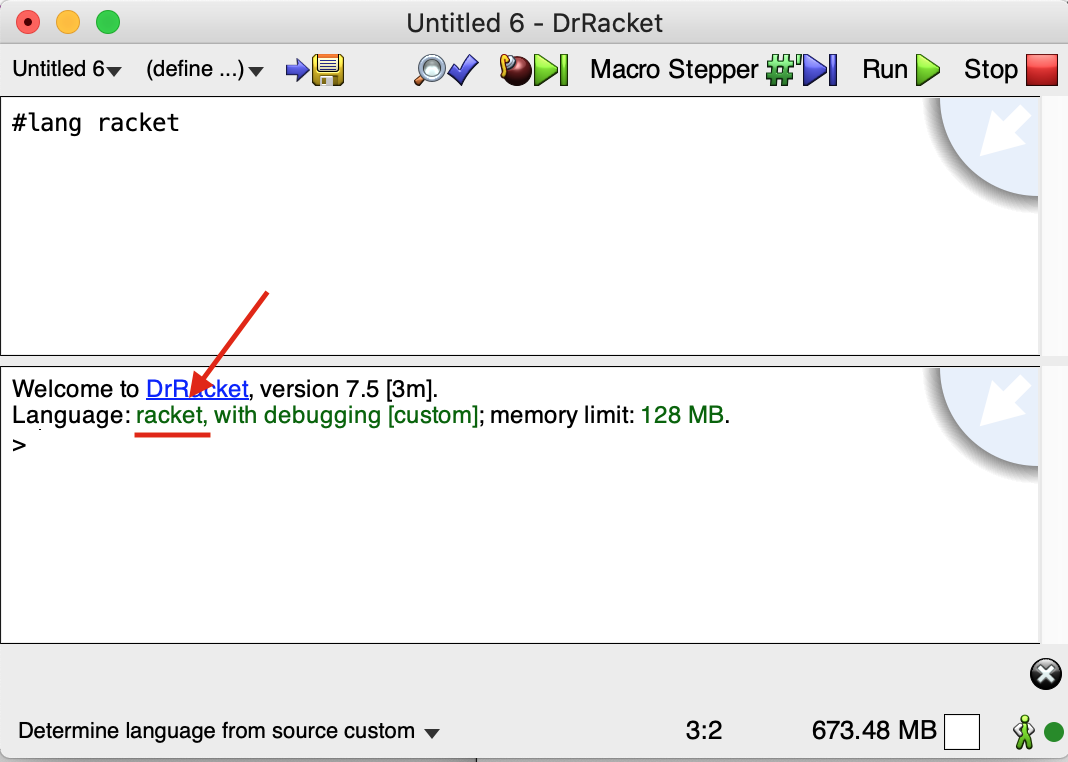 Untitled 6 - DrRacket
Untitled 6 (define ...) Macro Stepper #' Run Stop
#lang racket
Welcome to DrRacket, version 7.5 [3m].
Language: racket, with debugging [custom]; memory limit: 128 MB.
>
Determine language from source custom 3:2 673.48 MB